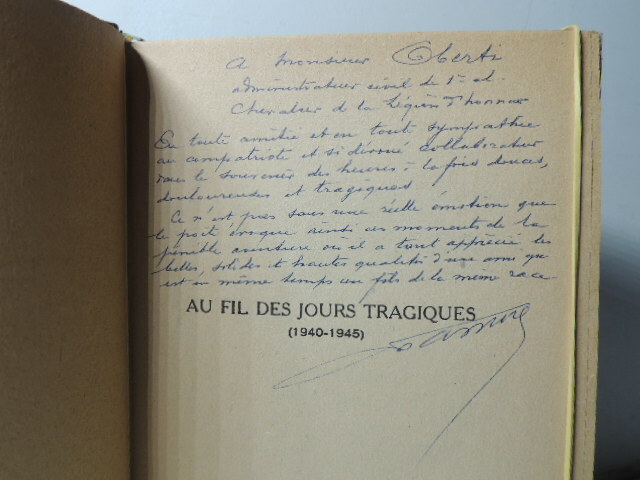 A Monsieur Oberti
administrateur civil de 1re cl.
Chevalier de la Légion d'honneur
En toute amitié et en toute sympathie
au compatriote et si dévoué collaborateur
dans le souvenir des heures à la fois douces,
douloureuses et tragiques
Ce n'est pas sans une réelle émotion que
le poète évoque ainsi ces moments de la
pénible aventure où il a tant apprécié les
belles, solides et hautes qualités d'un ami qui
est en même temps un fils de la même race
AU FIL DES JOURS TRAGIQUES
(1940-1945)